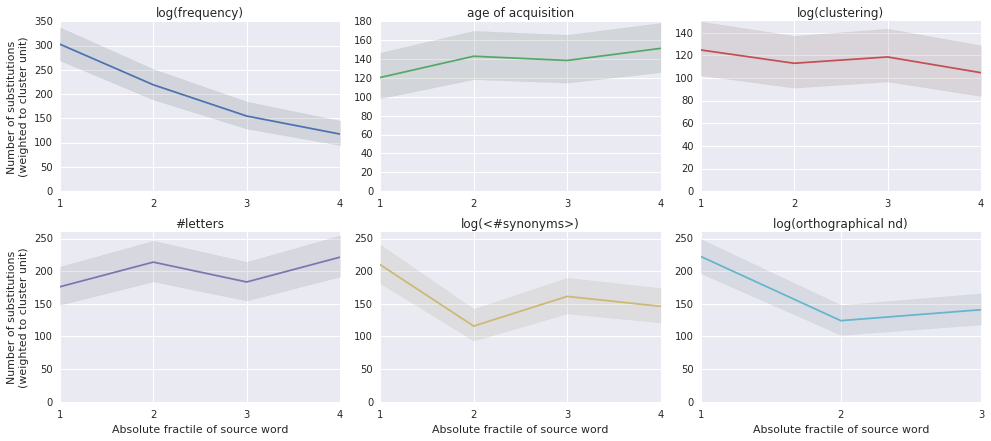 log(frequency)
age of acquisition
log(clustering)
Number of substitutions
(weighted to cluster unit)
350
300
250
200
150
100
50
0
1 2 3 4
180
160
140
120
100
80
60
40
20
0
1 2 3 4
140
120
100
80
60
40
20
0
1 2 3 4
#letters
log(<#synonyms>)
log(orthographical nd)
Number of substitutions
(weighted to cluster unit)
250
200
150
100
50
0
1 2 3 4
Absolute fractile of source word
250
200
150
100
50
0
1 2 3 4
Absolute fractile of source word
250
200
150
100
50
0
1 2 3
Absolute fractile of source word